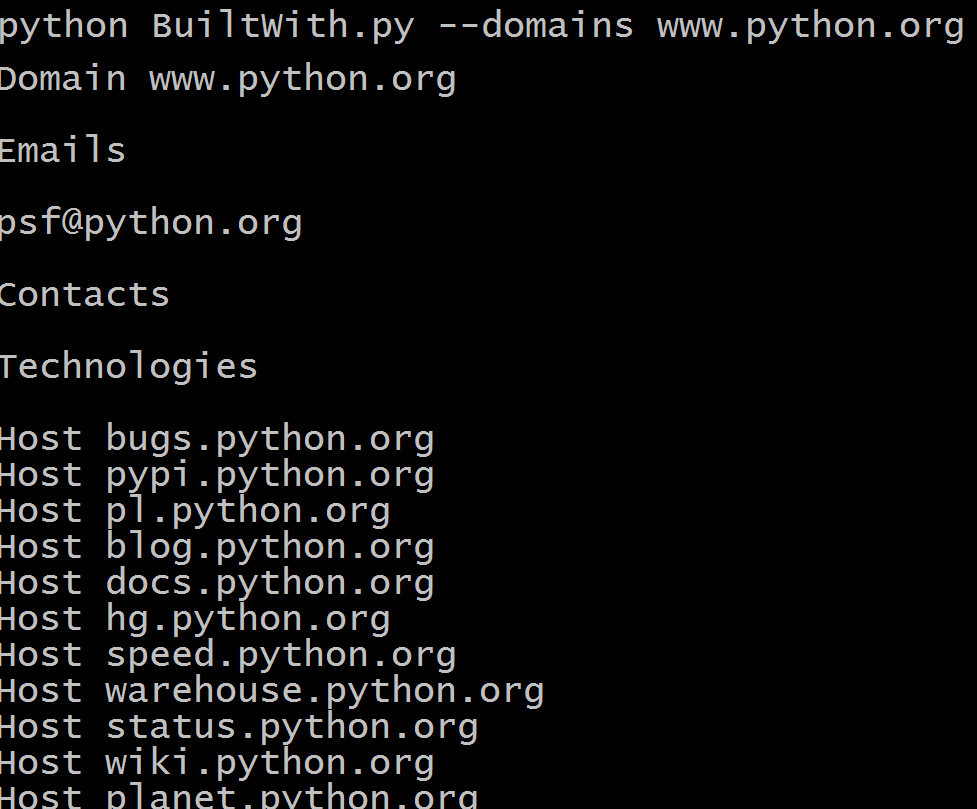 python BuiltWith.py --domains www.python.org
Domain www.python.org
Emails
psf@python.org
Contacts
Technologies
Host bugs.python.org
Host pypi.python.org
Host pl.python.org
Host blog.python.org
Host docs.python.org
Host hg.python.org
Host speed.python.org
Host warehouse.python.org
Host status.python.org
Host wiki.python.org
Host planet.python.org